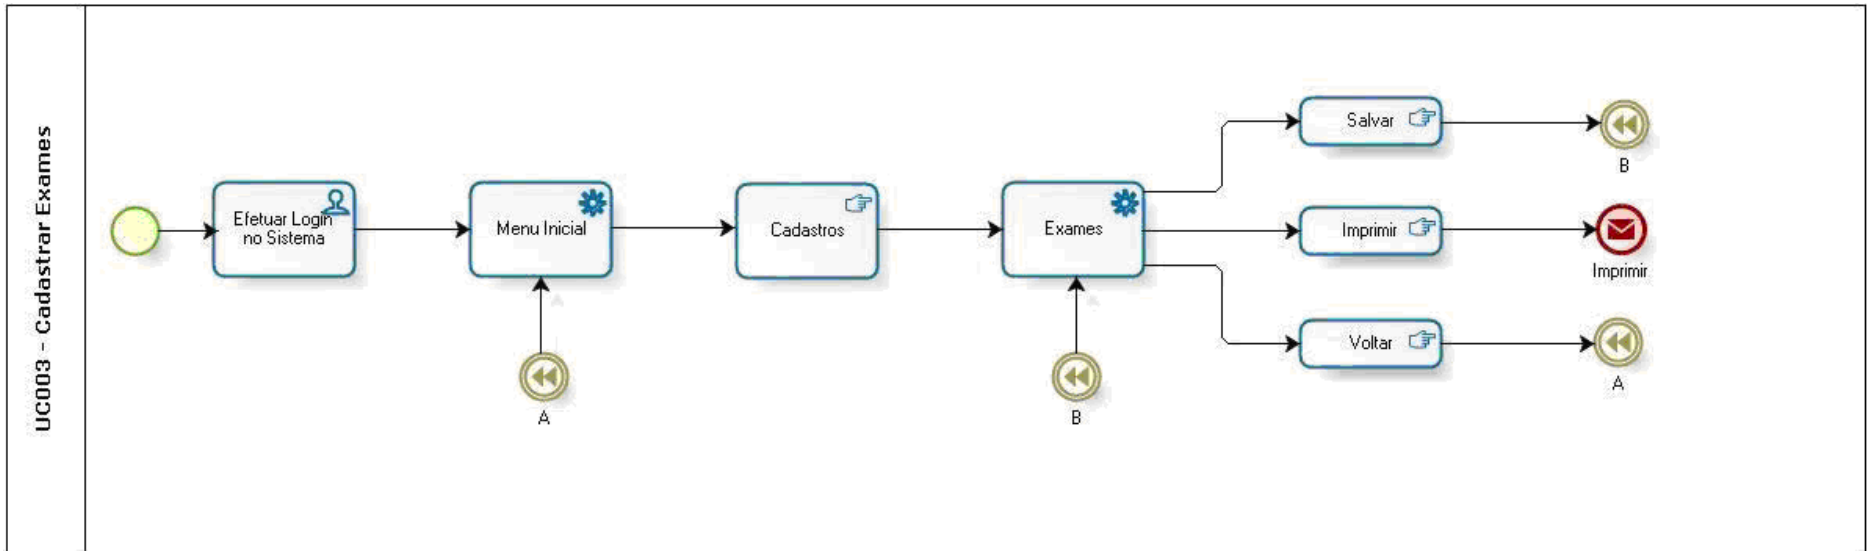 UC003 - Cadastrar Exames
Efetuar Login
no Sistema
Menu Inicial
Cadastros
Exames
Salvar
Imprimir
Voltar
B
Imprimir
A
A
B